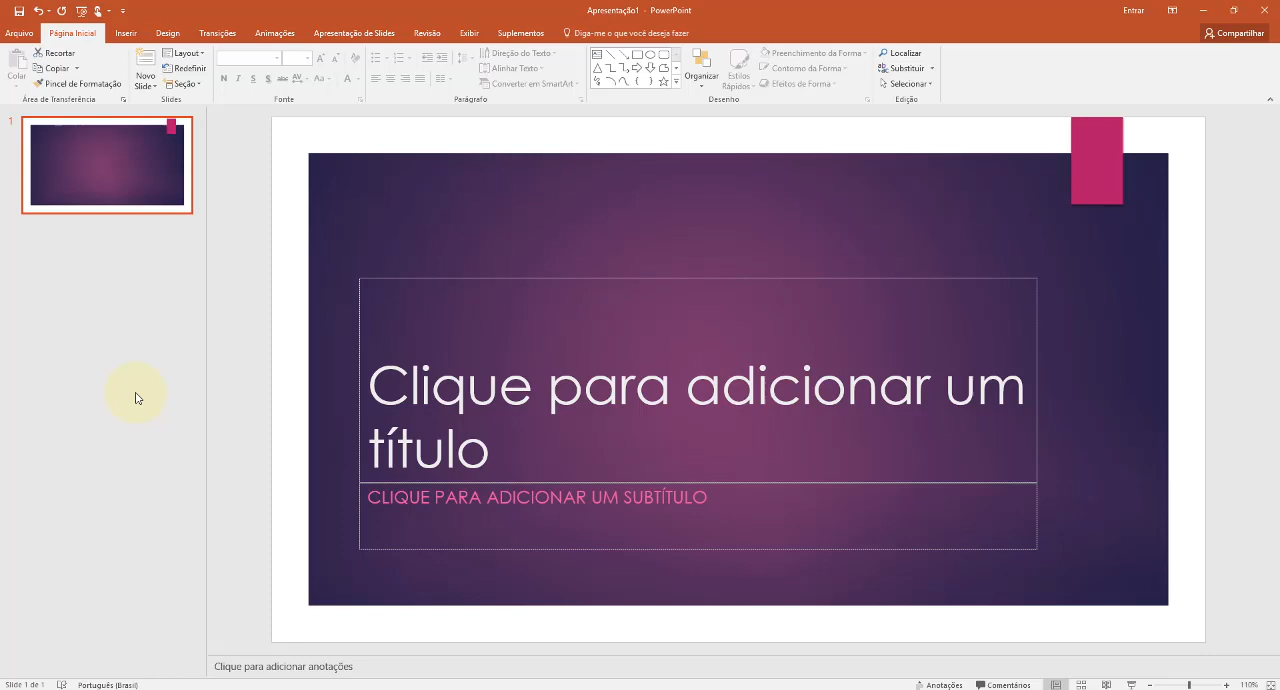 Apresentação1 - PowerPoint
Entrar
Arquivo Página Inicial Inserir Design Transições Animações Apresentação de Slides Revisão Exibir Suplementos Diga-me o que você deseja fazer
Compartilhar
Colar
Recortar
Copiar
Pincel de Formatação
Área de Transferência
Novo Slide
Layout
Redefinir
Seção
Slides
N I S S abc AV Aa A
Fonte
Direção do Texto
Alinhar Texto
Converter em SmartArt
Parágrafo
Organizar
Estilos Rápidos
Preenchimento da Forma
Contorno da Forma
Efeitos de Forma
Desenho
Localizar
Substituir
Selecionar
Edição
1
Clique para adicionar um
título
CLIQUE PARA ADICIONAR UM SUBTÍTULO
Clique para adicionar anotações
Slide 1 de 1
Português (Brasil)
Anotações
Comentários
110%